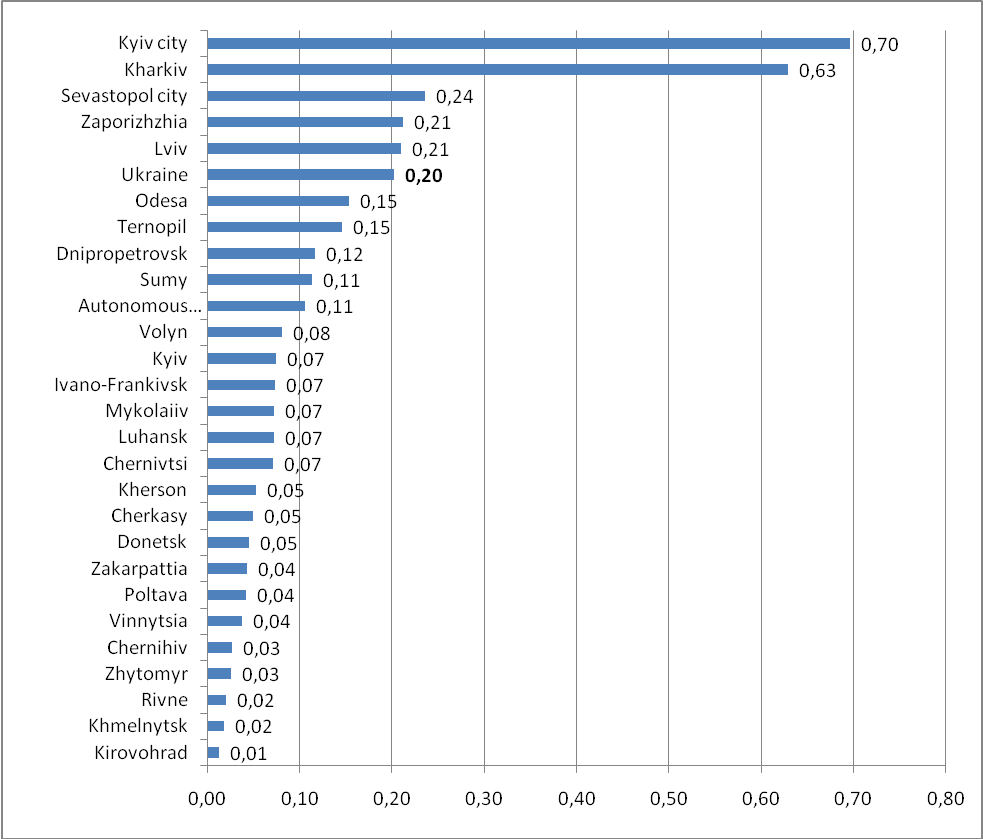 Kyiv city 0,70
Kharkiv 0,63
Sevastopol city 0,24
Zaporizhzhia 0,21
Lviv 0,21
Ukraine 0,20
Odesa 0,15
Ternopil 0,15
Dnipropetrovsk 0,12
Sumy 0,11
Autonomous... 0,11
Volyn 0,08
Kyiv 0,07
Ivano-Frankivsk 0,07
Mykolaiiv 0,07
Luhansk 0,07
Chernivtsi 0,07
Kherson 0,05
Cherkasy 0,05
Donetsk 0,05
Zakarpattia 0,04
Poltava 0,04
Vinnytsia 0,04
Chernihiv 0,03
Zhytomyr 0,03
Rivne 0,02
Khmelnytsk 0,02
Kirovohrad 0,01
0,00 0,10 0,20 0,30 0,40 0,50 0,60 0,70 0,80